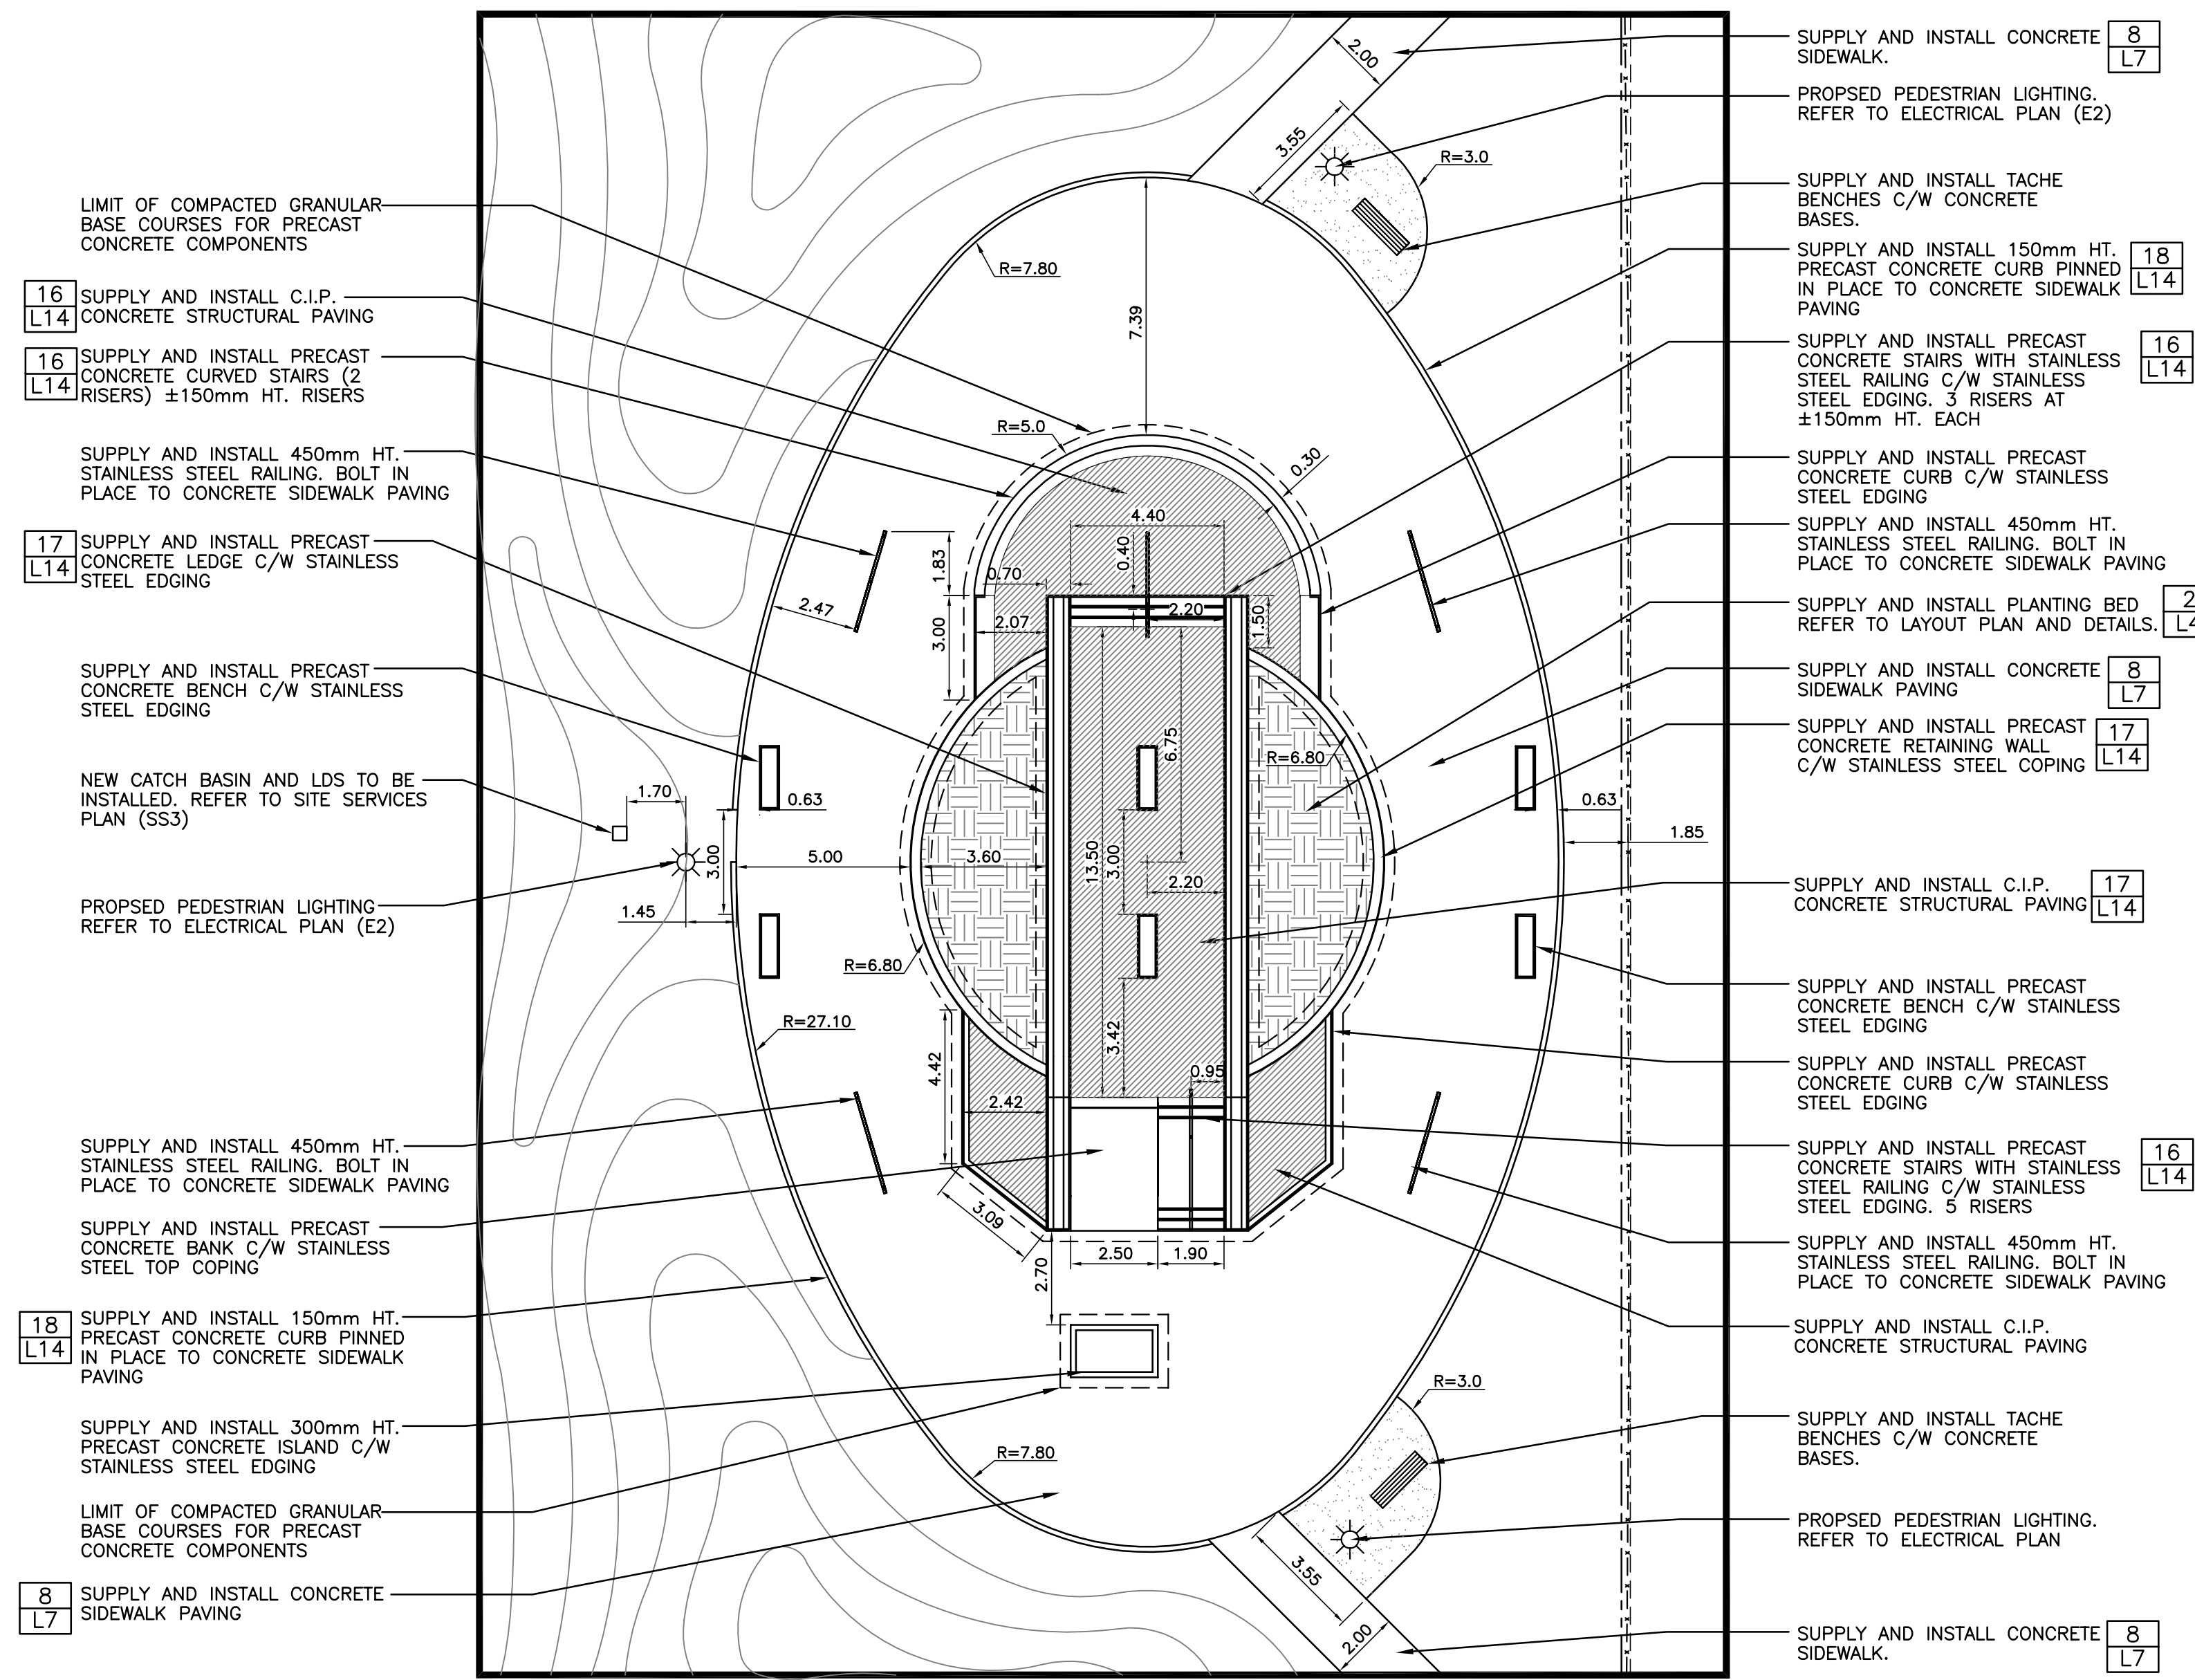 LIMIT OF COMPACTED GRANULAR
BASE COURSES FOR PRECAST
CONCRETE COMPONENTS
16
L14
SUPPLY AND INSTALL C.I.P.
CONCRETE STRUCTURAL PAVING
16
L14
SUPPLY AND INSTALL PRECAST
CONCRETE CURVED STAIRS (2
RISERS) ±150mm HT. RISERS
SUPPLY AND INSTALL 450mm HT.
STAINLESS STEEL RAILING. BOLT IN
PLACE TO CONCRETE SIDEWALK PAVING
17
L14
SUPPLY AND INSTALL PRECAST
CONCRETE LEDGE C/W STAINLESS
STEEL EDGING
SUPPLY AND INSTALL PRECAST
CONCRETE BENCH C/W STAINLESS
STEEL EDGING
NEW CATCH BASIN AND LDS TO BE
INSTALLED. REFER TO SITE SERVICES
PLAN (SS3)
PROPSED PEDESTRIAN LIGHTING
REFER TO ELECTRICAL PLAN (E2)
SUPPLY AND INSTALL 450mm HT.
STAINLESS STEEL RAILING. BOLT IN
PLACE TO CONCRETE SIDEWALK PAVING
SUPPLY AND INSTALL PRECAST
CONCRETE BANK C/W STAINLESS
STEEL TOP COPING
18
L14
SUPPLY AND INSTALL 150mm HT.
PRECAST CONCRETE CURB PINNED
IN PLACE TO CONCRETE SIDEWALK
PAVING
SUPPLY AND INSTALL 300mm HT.
PRECAST CONCRETE ISLAND C/W
STAINLESS STEEL EDGING
LIMIT OF COMPACTED GRANULAR
BASE COURSES FOR PRECAST
CONCRETE COMPONENTS
8
L7
SUPPLY AND INSTALL CONCRETE
SIDEWALK PAVING
2.00
3.55
R=3.0
R=7.80
7.39
R=5.0
0.30
4.40
0.40
1.83
0.70
2.47
2.20
2.07
1.50
3.00
6.75
R=6.80
1.70
0.63
0.63
1.85
3.00
5.00
3.60
13.50
3.00
2.20
1.45
R=6.80
R=27.10
3.42
4.42
0.95
2.42
3.09
2.50
1.90
2.70
R=3.0
R=7.80
3.55
2.00
SUPPLY AND INSTALL CONCRETE
SIDEWALK.
8
L7
PROPSED PEDESTRIAN LIGHTING.
REFER TO ELECTRICAL PLAN (E2)
SUPPLY AND INSTALL TACHE
BENCHES C/W CONCRETE
BASES.
SUPPLY AND INSTALL 150mm HT.
PRECAST CONCRETE CURB PINNED
IN PLACE TO CONCRETE SIDEWALK
PAVING
18
L14
SUPPLY AND INSTALL PRECAST
CONCRETE STAIRS WITH STAINLESS
STEEL RAILING C/W STAINLESS
STEEL EDGING. 3 RISERS AT
±150mm HT. EACH
16
L14
SUPPLY AND INSTALL PRECAST
CONCRETE CURB C/W STAINLESS
STEEL EDGING
SUPPLY AND INSTALL 450mm HT.
STAINLESS STEEL RAILING. BOLT IN
PLACE TO CONCRETE SIDEWALK PAVING
SUPPLY AND INSTALL PLANTING BED
REFER TO LAYOUT PLAN AND DETAILS.
SUPPLY AND INSTALL CONCRETE
SIDEWALK PAVING
8
L7
SUPPLY AND INSTALL PRECAST
CONCRETE RETAINING WALL
C/W STAINLESS STEEL COPING
17
L14
SUPPLY AND INSTALL C.I.P.
CONCRETE STRUCTURAL PAVING
17
L14
SUPPLY AND INSTALL PRECAST
CONCRETE BENCH C/W STAINLESS
STEEL EDGING
SUPPLY AND INSTALL PRECAST
CONCRETE CURB C/W STAINLESS
STEEL EDGING
SUPPLY AND INSTALL PRECAST
CONCRETE STAIRS WITH STAINLESS
STEEL RAILING C/W STAINLESS
STEEL EDGING. 5 RISERS
16
L14
SUPPLY AND INSTALL 450mm HT.
STAINLESS STEEL RAILING. BOLT IN
PLACE TO CONCRETE SIDEWALK PAVING
SUPPLY AND INSTALL C.I.P.
CONCRETE STRUCTURAL PAVING
SUPPLY AND INSTALL TACHE
BENCHES C/W CONCRETE
BASES.
PROPSED PEDESTRIAN LIGHTING.
REFER TO ELECTRICAL PLAN
SUPPLY AND INSTALL CONCRETE
SIDEWALK.
8
L7